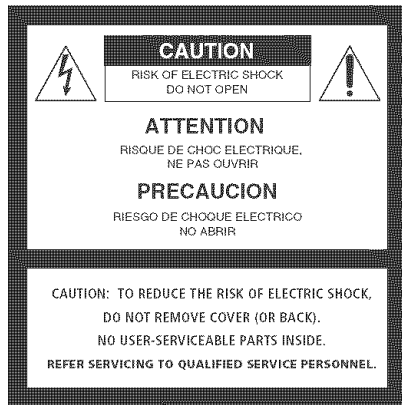 CAUTION
RISK OF ELECTRIC SHOCK
DO NOT OPEN
ATTENTION
RISQUE DE CHOC ELECTRIQUE,
NE PAS OUVRIR
PRECAUCION
RIESGO DE CHOQUE ELECTRICO
NO ABRIR
CAUTION: TO REDUCE THE RISK OF ELECTRIC SHOCK,
DO NOT REMOVE COVER (OR BACK).
NO USER-SERVICEABLE PARTS INSIDE.
REFER SERVICING TO QUALIFIED SERVICE PERSONNEL.